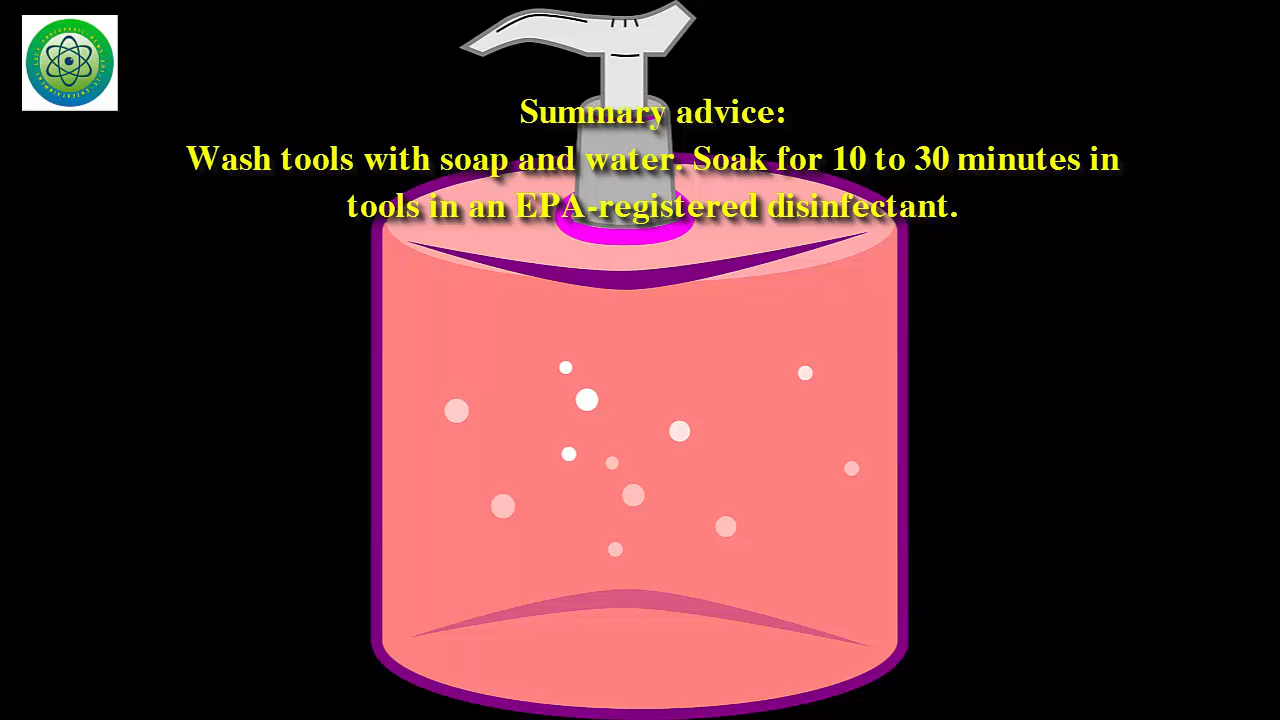 Summary advice:
Wash tools with soap and water. Soak for 10 to 30 minutes in
tools in an EPA-registered disinfectant.